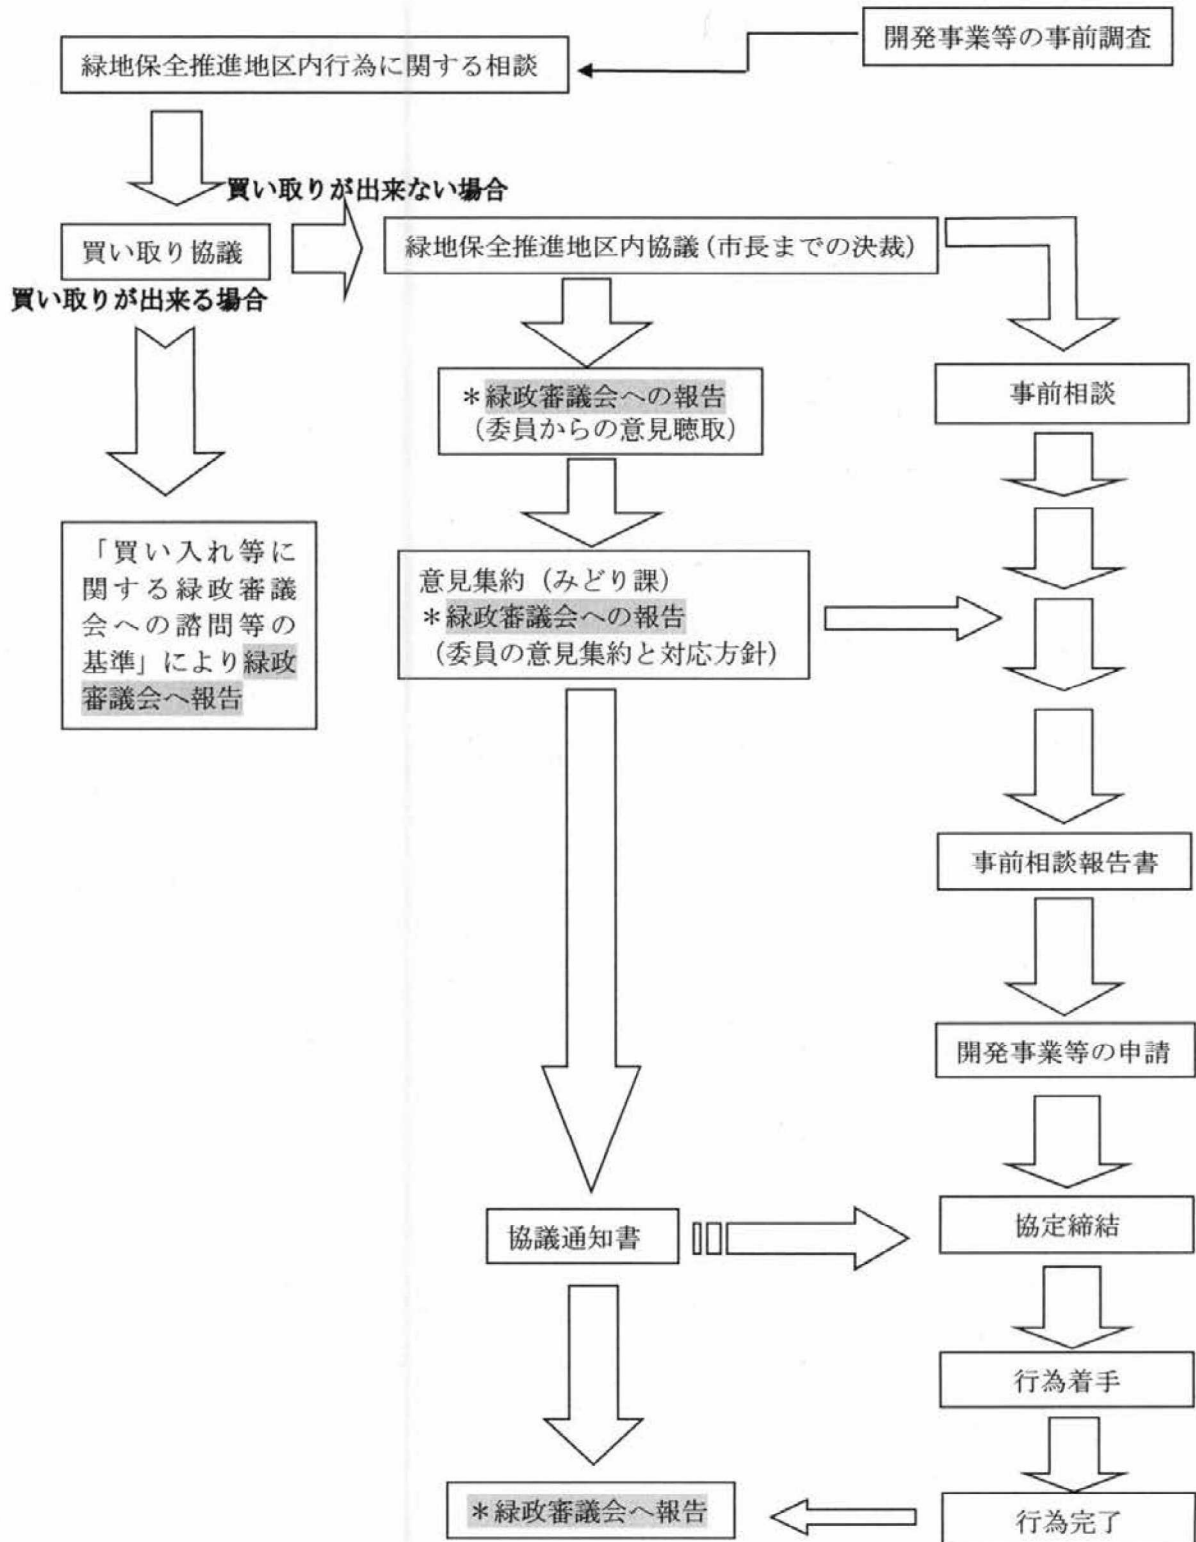 開発事業等の事前調査
緑地保全推進地区内行為に関する相談
買い取りが出来ない場合
買い取り協議
緑地保全推進地区内協議(市長までの決裁)
買い取りが出来る場合
＊緑政審議会への報告
(委員からの意見聴取)
事前相談
「買い入れ等に
関する緑政審議
会への諮問等の
基準」により緑政
審議会へ報告
意見集約(みどり課)
＊緑政審議会への報告
(委員の意見集約と対応方針)
事前相談報告書
開発事業等の申請
協議通知書
協定締結
行為着手
＊緑政審議会へ報告
行為完了